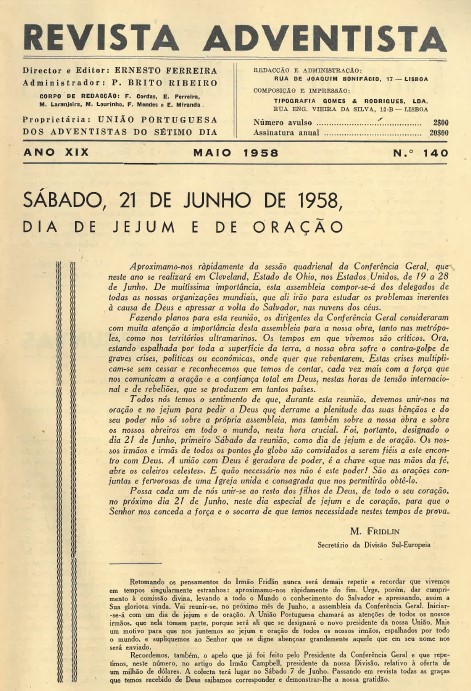 REVISTA ADVENTISTA
Director e Editor: ERNESTO FERREIRA
Administrador: P. BRITO RIBEIRO
CORPO DE REDACÇÃO: F. Cordas, E. Ferreira,
M. Laranjeira, M. Lourinho, F. Mendes e E. Miranda
Proprietária: UNIÃO PORTUGUESA
DOS ADVENTISTAS DO SÉTIMO DIA
REDACÇÃO E ADMINISTRAÇÃO:
RUA DE JOAQUIM BONIFÁCIO, 17 — LISBOA
COMPOSIÇÃO E IMPRESSÃO:
TIPOGRAFIA GOMES & RODRIGUES, LDA.
RUA ENG. VIEIRA DA SILVA, 12-B — LISBOA
Número avulso 2$00
Assinatura anual 20$00
ANO XIX MAIO 1958 N.º 140
SÁBADO, 21 DE JUNHO DE 1958,
DIA DE JEJUM E DE ORAÇÃO
Aproximamo-nos ràpidamente da sessão quadrienal da Conferência Geral, que
neste ano se realizará em Cleveland, Estado de Ohio, nos Estados Unidos, de 19 a 28
de Junho. De muitíssima importância, esta assembleia compor-se-á dos delegados de
todas as nossas organizações mundiais, que ali irão para estudar os problemas inerentes
à causa de Deus e apressar a volta do Salvador, nas nuvens dos céus.
Fazendo planos para esta reunião, os dirigentes da Conferência Geral consideraram
com muita atenção a importância desta assembleia para a nossa obra, tanto nas metrópo-
les, como nos territórios ultramarinos. Os tempos em que vivemos são críticos. Ora,
estando espalhada por toda a superfície da terra, a nossa obra sofre o contra-golpe de
graves crises, políticas ou económicas, onde quer que rebentarem. Estas crises multipli-
cam-se sem cessar e reconhecemos que temos de contar, cada vez mais com a força que
nos comunicam a oração e a confiança total em Deus, nestas horas de tensão internacio-
nal e de rebeliões, que se produzem em tantos países.
Todos nós temos o sentimento de que, durante esta reunião, devemos unir-nos na
oração e no jejum para pedir a Deus que derrame a plenitude das suas bênçãos e do
seu poder não só sobre a própria assembleia, mas também sobre a nossa obra e sobre
os nossos obreiros em todo o mundo, nesta hora crucial. Foi, portanto, designado o
dia 21 de Junho, primeiro Sábado da reunião, como dia de jejum e de oração. Os nos-
sos irmãos e irmãs de todos os pontos do globo são convidados a serem fiéis a este encon-
tro com Deus. A união com Deus é geradora de poder, é a chave «que nas mãos da fé,
abre os celeiros celestes». E quão necessário nos não é este poder! São as orações con-
juntas e fervorosas de uma Igreja unida e consagrada que nos permitirão obtê-lo.
Possa cada um de nós unir-se ao resto dos filhos de Deus, de todo o seu coração,
no próximo dia 21 de Junho, neste dia especial de jejum e de oração, para que o
Senhor nos conceda a força e o socorro de que temos necessidade nestes tempos de prova.
M. FRIDLIN
Secretário da Divisão Sul-Europeia
Retomando os pensamentos do Irmão Fridlin nunca será demais repetir e recordar que vivemos
em tempos singularmente estranhos: aproximamo-nos ràpidamente do fim. Urge, porém, dar cumpri-
mento à comissão divina, levando a todo o Mundo o conhecimento do Salvador e apressando, assim a
Sua gloriosa vinda. Vai reunir-se, no próximo mês de Junho, a assembleia da Conferência Geral. Iniciar-
-se-á com um dia de jejum e de oração. A União Portuguesa chamará as atenções de todos os nossos
irmãos, que nela tomam parte, porque será ali que se designará o novo presidente da nossa União. Mais
um motivo para que nos juntemos ao jejum e oração de todos os nossos irmãos, espalhados por todo
o mundo, e supliquemos ao Senhor que se digne abençoar grandemente aquele que em seu nome nos
será enviado.
Recordemos, também, o apelo que já foi feito pelo Presidente da Conferência Geral e que repe-
timos, neste número, no artigo do Irmão Campbell, presidente da nossa Divisão, relativo à oferta de
um milhão de dólares. A colecta terá lugar no Sábado 7 de Junho. Pensando em revista todas as graças
que temos recebido de Deus saibamos corresponder e demonstrar-lhe a nossa gratidão.